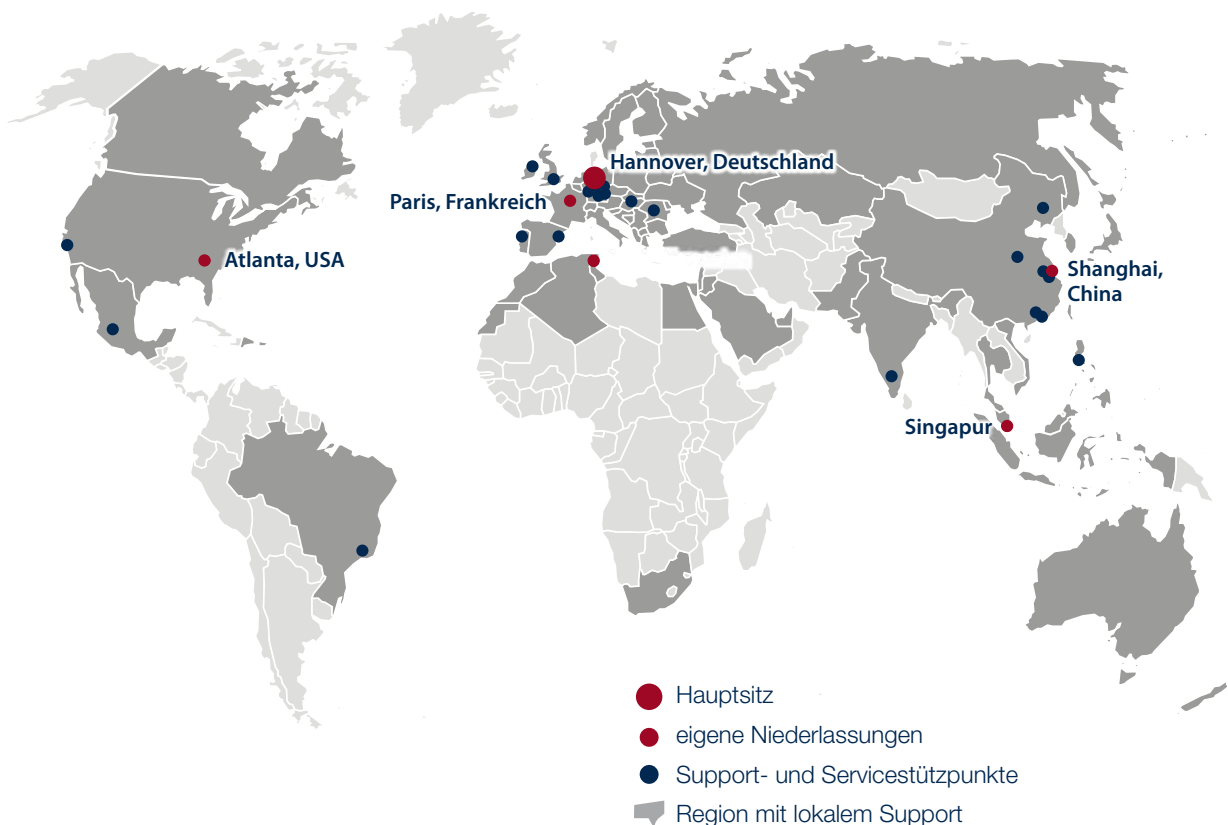 Hannover, Deutschland
Paris, Frankreich
Atlanta, USA
Shanghai,
China
Singapur
Hauptsitz
eigene Niederlassungen
Support- und Servicestützpunkte
Region mit lokalem Support